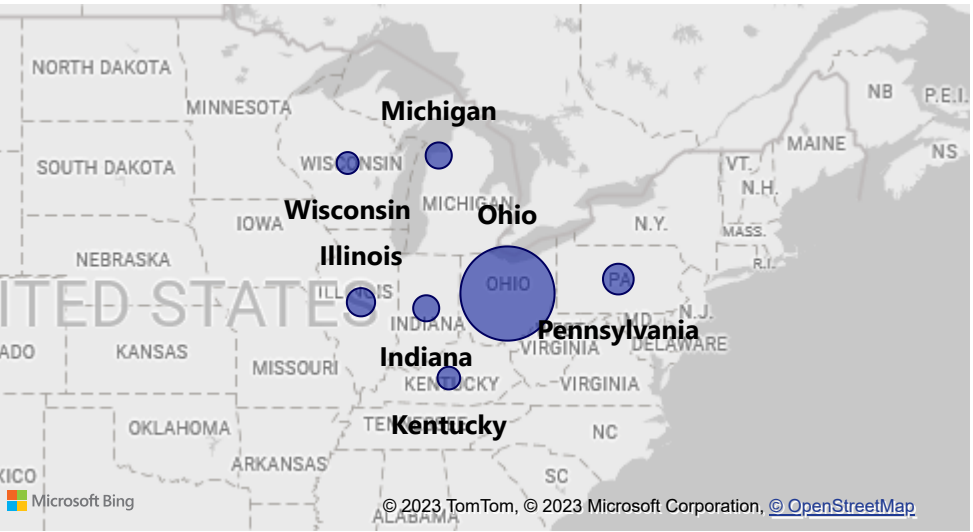 NORTH DAKOTA
MINNESOTA
Michigan
NB
P.E.I.
MAINE
NS
WISCONSIN
SOUTH DAKOTA
VT.
N.H.
Wisconsin
MICHIGAN
Ohio
IOWA
N.Y.
MASS.
Illinois
NEBRASKA
R.I.
OHIO
PA
ILLINOIS
ITED STATES
INDIANA
MD
N.J.
Pennsylvania
WEST
VIRGINIA
DELAWARE
ADO
KANSAS
Indiana
MISSOURI
KENTUCKY
VIRGINIA
TENNESSEE
Kentucky
OKLAHOMA
NC
ARKANSAS
XICO
SC
Microsoft Bing
© 2023 TomTom, © 2023 Microsoft Corporation, © OpenStreetMap
ALABAMA